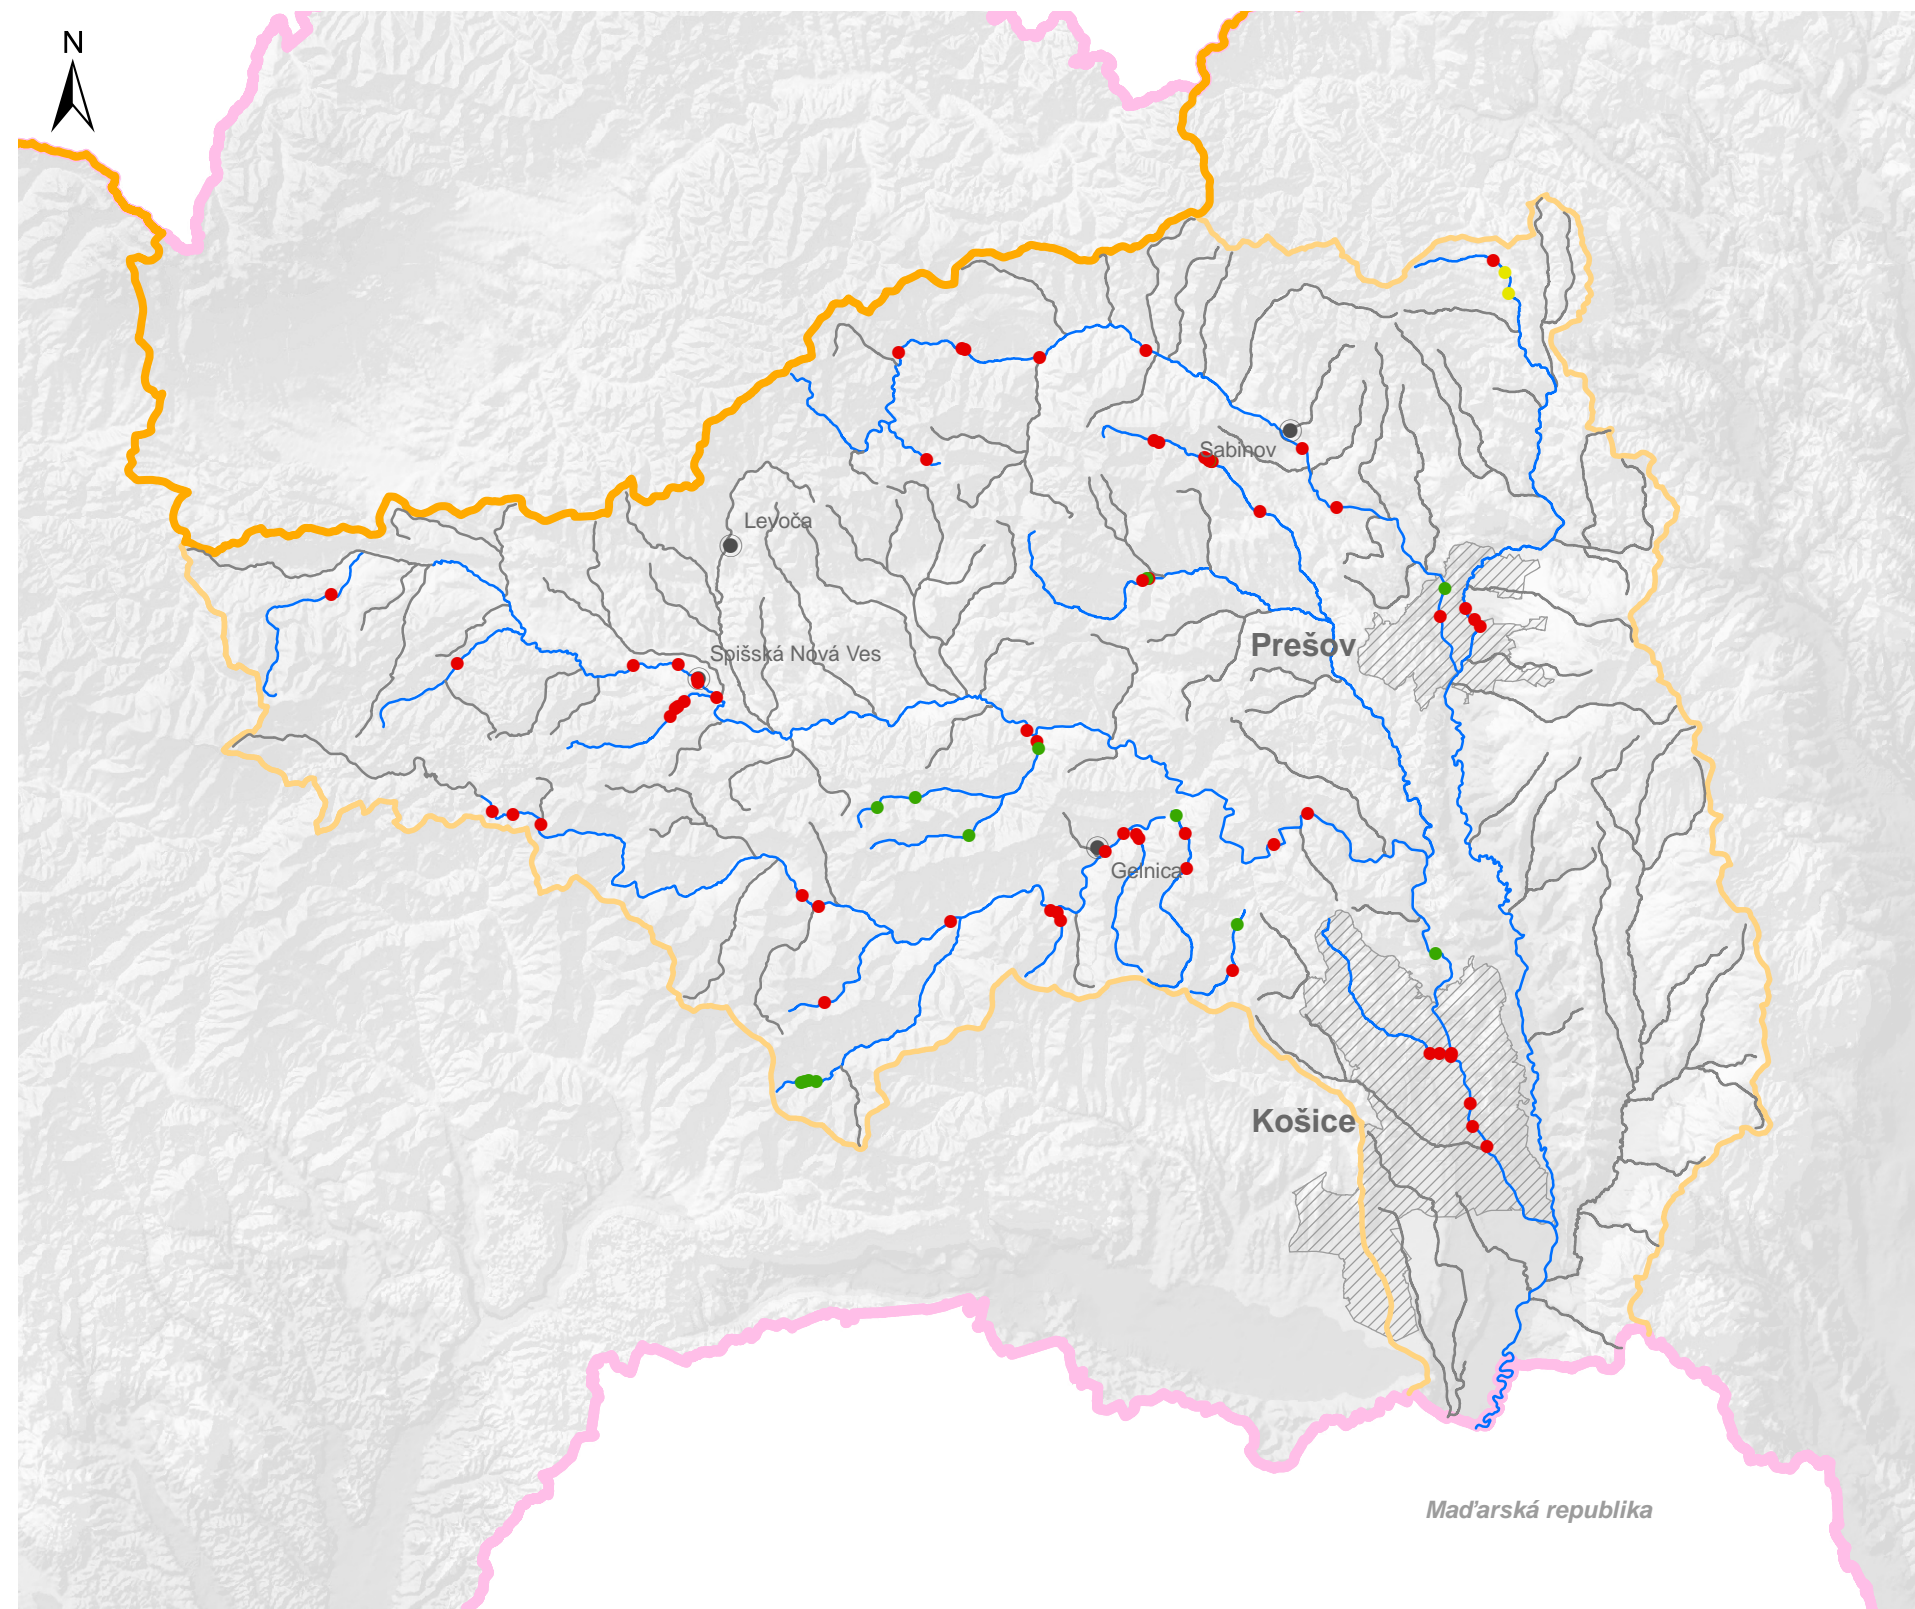 N
Sabinov
Levoča
Prešov
Spišská Nová Ves
Gelnica
Košice
Maďarská republika